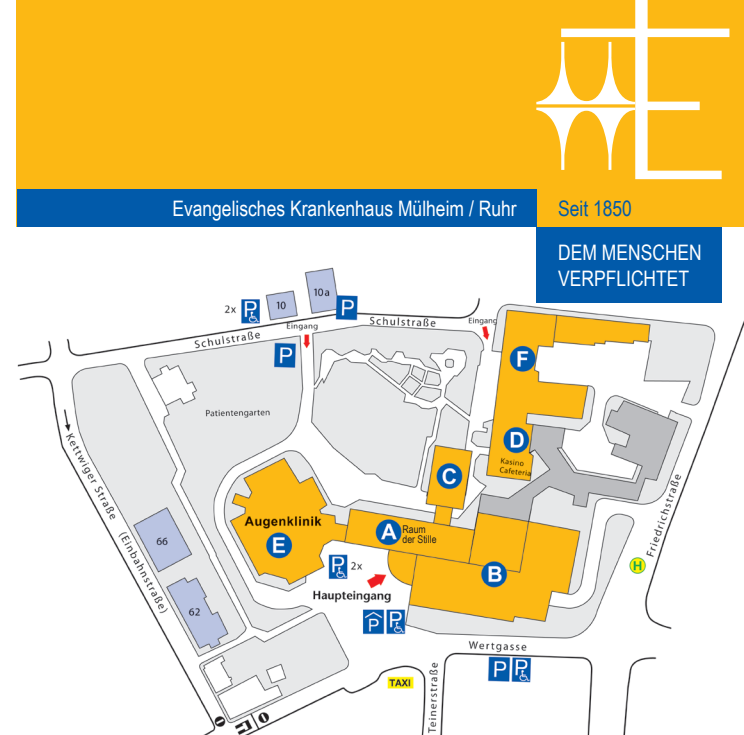 Evangelisches Krankenhaus Mülheim / Ruhr
Seit 1850
DEM MENSCHEN
VERPFLICHTET
10a
10
2x
P
P
Eingang
Schulstraße
Eingang
Schulstraße
P
F
Patientengarten
D
Kasino
Cafeteria
C
Kettwiger Straße
(Einbahnstraße)
Augenklinik
E
A
Raum
der Stille
Friedrichstraße
66
H
P
2x
B
Haupteingang
62
P
P
Wertgasse
P
P
TAXI
Teinerstraße